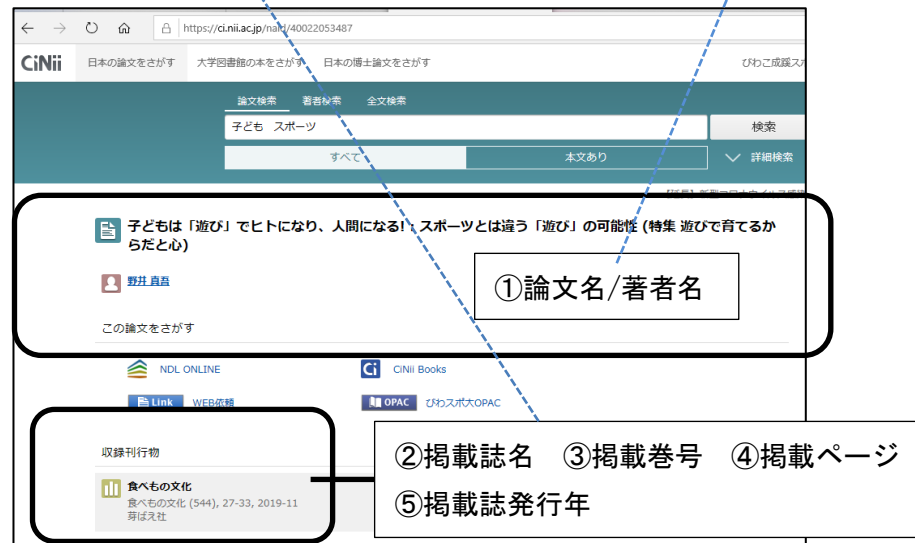 https://ci.nii.ac.jp/naid/40022053487
CiNii 日本の論文をさがす 大学図書館の本をさがす 日本の博士論文をさがす びわこ成蹊スポ
論文検索 著者検索 全文検索
子ども スポーツ 検索
すべて 本文あり 詳細検索
子どもは「遊び」でヒトになり、人間になる! : スポーツとは違う「遊び」の可能性 (特集 遊びで育てるか
らだと心)
野井 真吾
①論文名/著者名
この論文をさがす
NDL ONLINE CiNii Books
Link WEB依頼 OPAC びわスポ大OPAC
収録刊行物
食べもの文化
食べもの文化 (544), 27-33, 2019-11
芽ばえ社
②掲載誌名 ③掲載巻号 ④掲載ページ
⑤掲載誌発行年